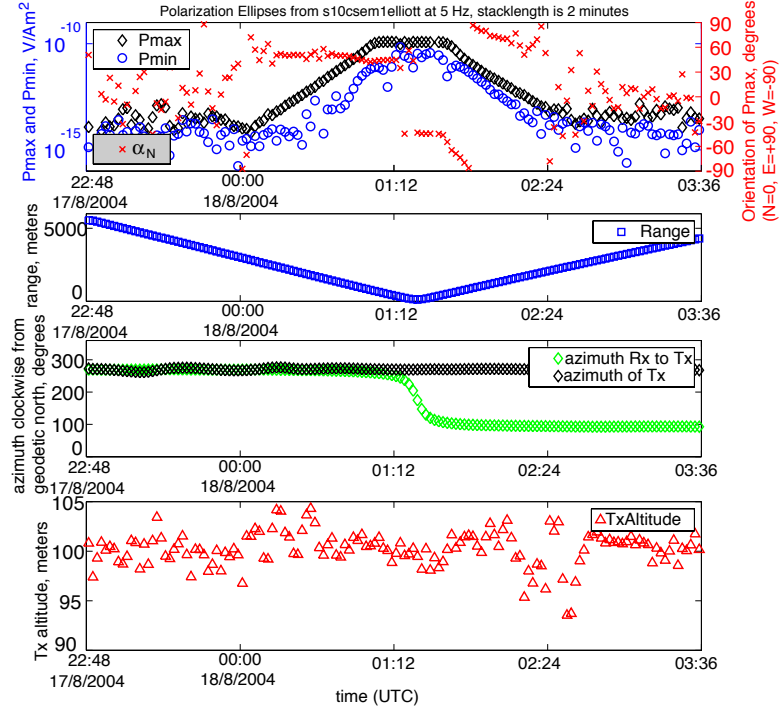 Polarization Ellipses from s10csem1elliott at 5 Hz, stacklength is 2 minutes
Pmax and Pmin, V/Am²
10⁻¹⁰
10⁻¹⁵
Pmax
Pmin
αN
90
60
30
0
-30
-60
-90
Orientation of Pmax, degrees
(N=0, E=+90, W=-90)
22:48
17/8/2004
00:00
18/8/2004
01:12
02:24
03:36
range, meters
5000
0
Range
22:48
17/8/2004
00:00
18/8/2004
01:12
02:24
03:36
azimuth clockwise from
geodetic north, degrees
300
200
100
0
azimuth Rx to Tx
azimuth of Tx
22:48
17/8/2004
00:00
18/8/2004
01:12
02:24
03:36
Tx altitude, meters
105
100
95
90
TxAltitude
22:48
17/8/2004
00:00
18/8/2004
01:12
02:24
03:36
time (UTC)